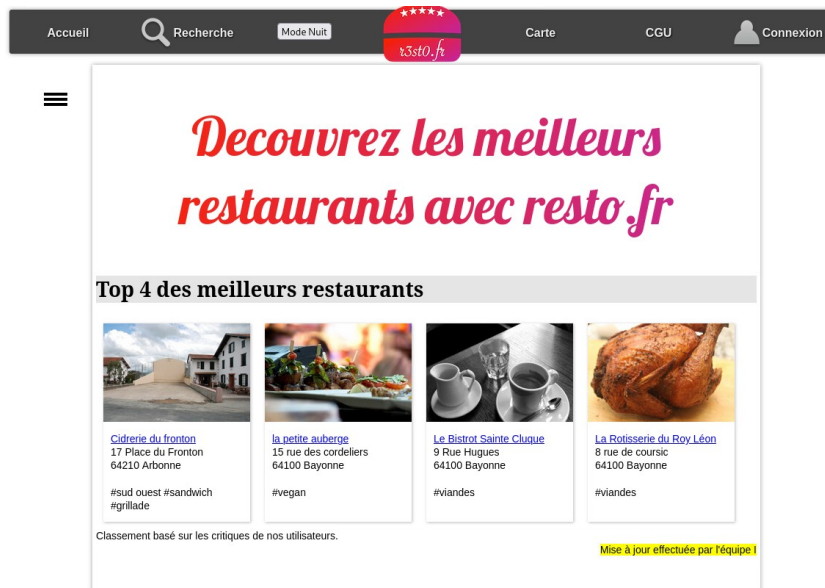 Accueil
Recherche
Mode Nuit
r3st0.fr
Carte
CGU
Connexion
Decouvrez les meilleurs
restaurants avec resto.fr
Top 4 des meilleurs restaurants
Cidrerie du fronton
17 Place du Fronton
64210 Arbonne
#sud ouest #sandwich
#grillade
la petite auberge
15 rue des cordeliers
64100 Bayonne
#vegan
Le Bistrot Sainte Cluque
9 Rue Hugues
64100 Bayonne
#viandes
La Rotisserie du Roy Léon
8 rue de coursic
64100 Bayonne
#viandes
Classement basé sur les critiques de nos utilisateurs.
Mise à jour effectuée par l'équipe I